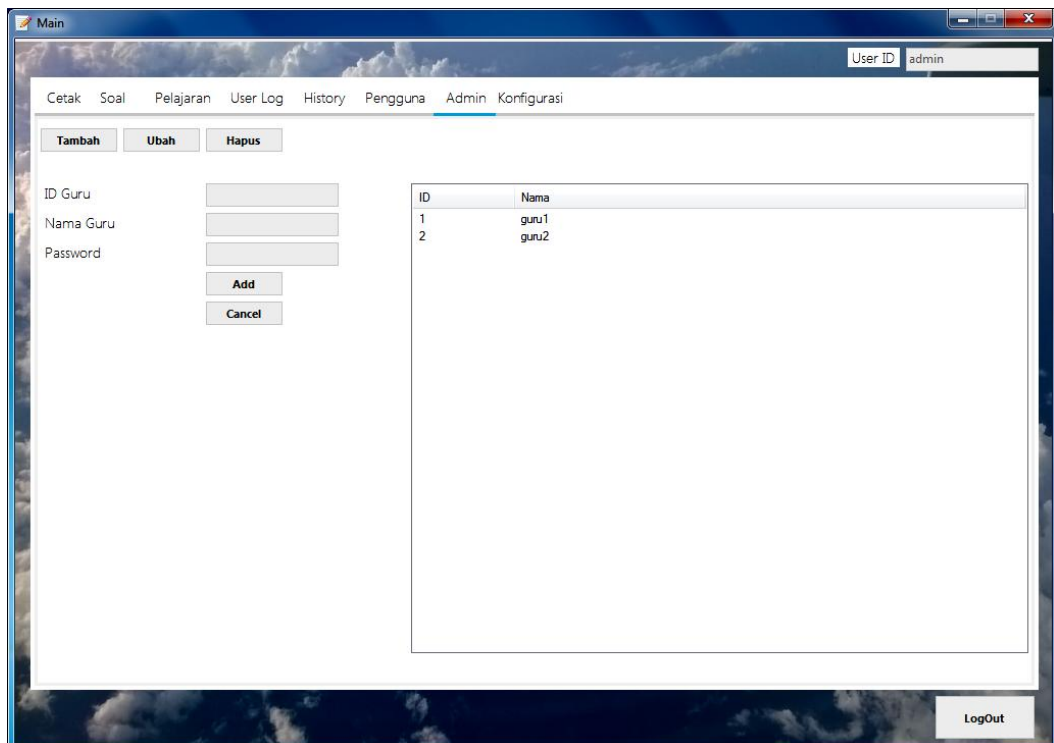 Main
User ID admin
Cetak Soal Pelajaran User Log History Pengguna Admin Konfigurasi
Tambah Ubah Hapus
ID Guru
Nama Guru
Password
Add
Cancel
ID Nama
1 guru1
2 guru2
LogOut